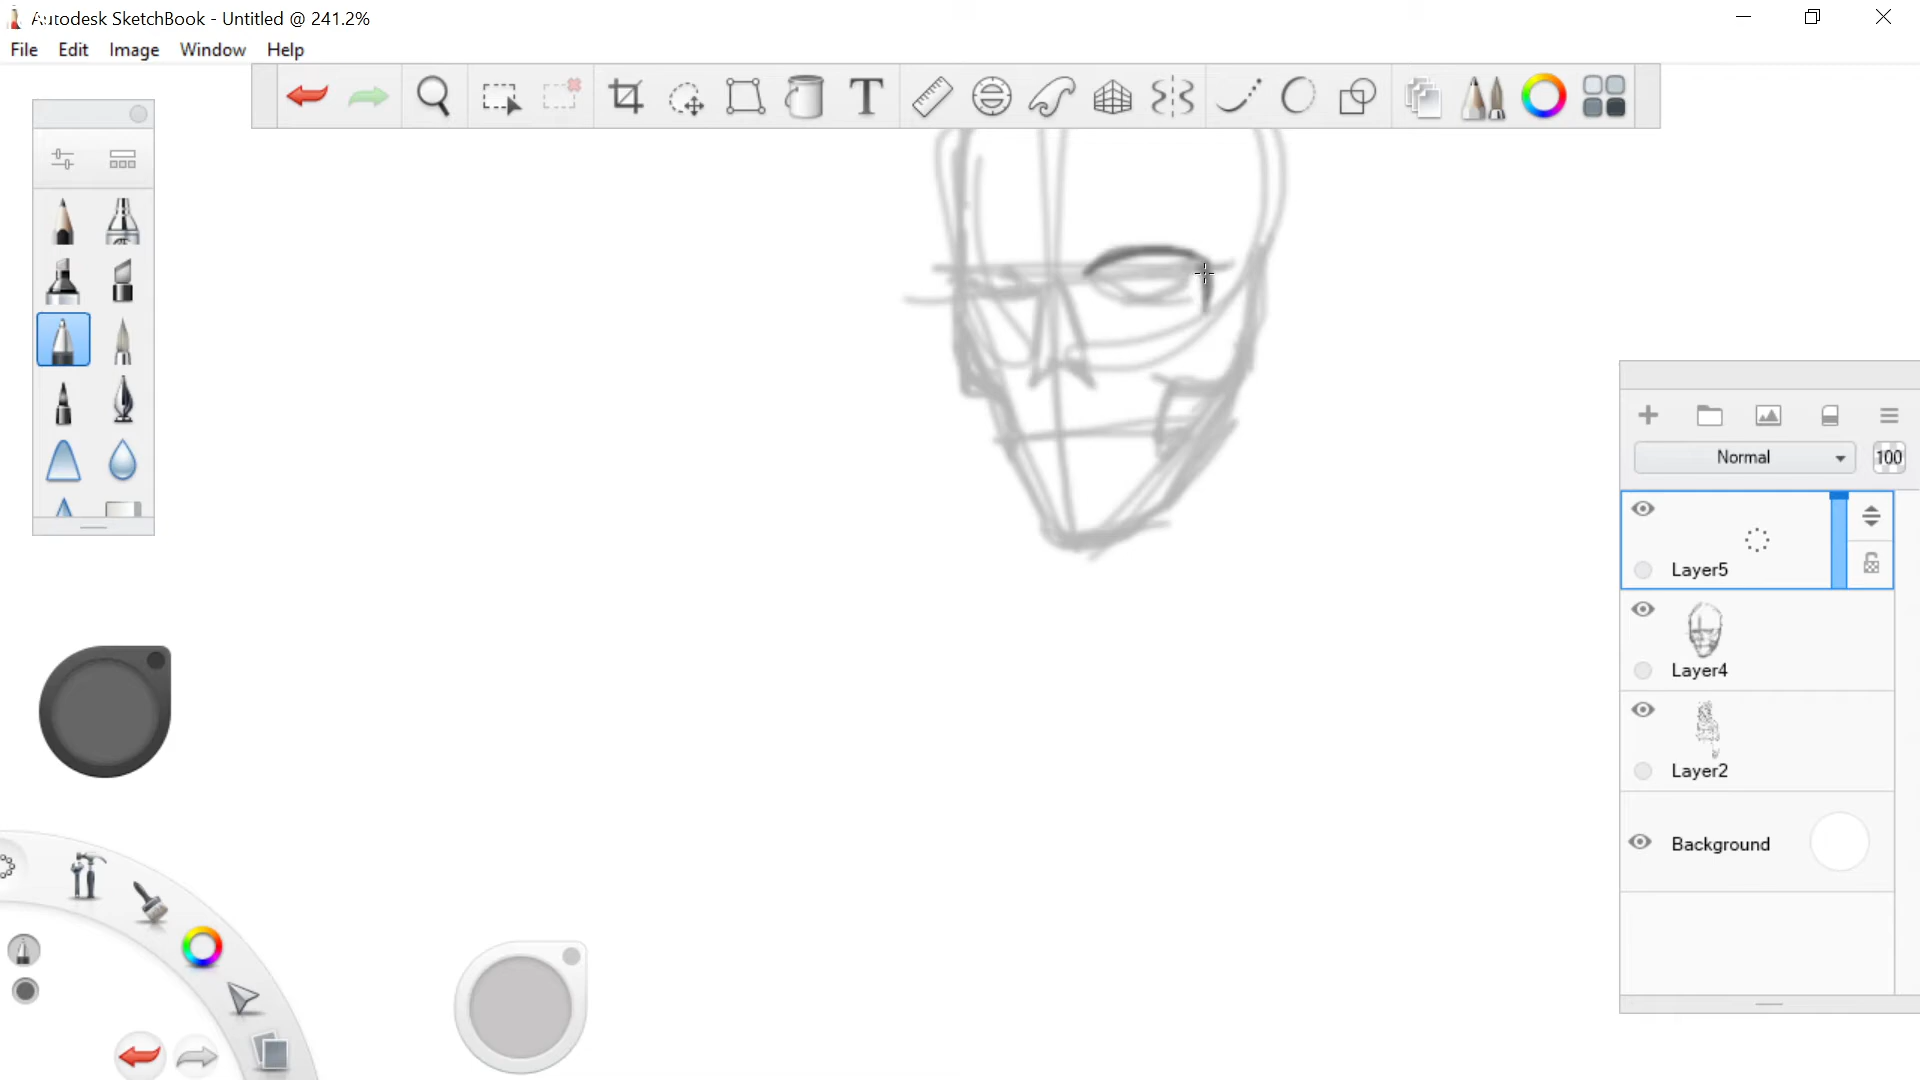 Autodesk SketchBook - Untitled @ 241.2%
File Edit Image Window Help
T
Normal 100
Layer5
Layer4
Layer2
Background